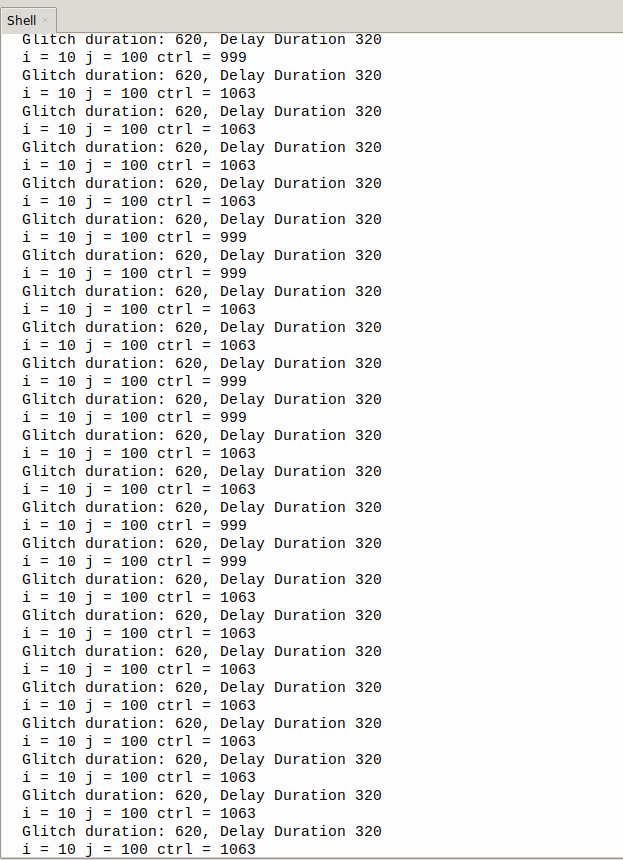 Shell
Glitch duration: 620, Delay Duration 320
i = 10 j = 100 ctrl = 999
Glitch duration: 620, Delay Duration 320
i = 10 j = 100 ctrl = 1063
Glitch duration: 620, Delay Duration 320
i = 10 j = 100 ctrl = 1063
Glitch duration: 620, Delay Duration 320
i = 10 j = 100 ctrl = 1063
Glitch duration: 620, Delay Duration 320
i = 10 j = 100 ctrl = 1063
Glitch duration: 620, Delay Duration 320
i = 10 j = 100 ctrl = 999
Glitch duration: 620, Delay Duration 320
i = 10 j = 100 ctrl = 999
Glitch duration: 620, Delay Duration 320
i = 10 j = 100 ctrl = 1063
Glitch duration: 620, Delay Duration 320
i = 10 j = 100 ctrl = 1063
Glitch duration: 620, Delay Duration 320
i = 10 j = 100 ctrl = 999
Glitch duration: 620, Delay Duration 320
i = 10 j = 100 ctrl = 999
Glitch duration: 620, Delay Duration 320
i = 10 j = 100 ctrl = 1063
Glitch duration: 620, Delay Duration 320
i = 10 j = 100 ctrl = 1063
Glitch duration: 620, Delay Duration 320
i = 10 j = 100 ctrl = 999
Glitch duration: 620, Delay Duration 320
i = 10 j = 100 ctrl = 999
Glitch duration: 620, Delay Duration 320
i = 10 j = 100 ctrl = 1063
Glitch duration: 620, Delay Duration 320
i = 10 j = 100 ctrl = 1063
Glitch duration: 620, Delay Duration 320
i = 10 j = 100 ctrl = 1063
Glitch duration: 620, Delay Duration 320
i = 10 j = 100 ctrl = 1063
Glitch duration: 620, Delay Duration 320
i = 10 j = 100 ctrl = 1063
Glitch duration: 620, Delay Duration 320
i = 10 j = 100 ctrl = 1063
Glitch duration: 620, Delay Duration 320
i = 10 j = 100 ctrl = 1063
Glitch duration: 620, Delay Duration 320
i = 10 j = 100 ctrl = 1063